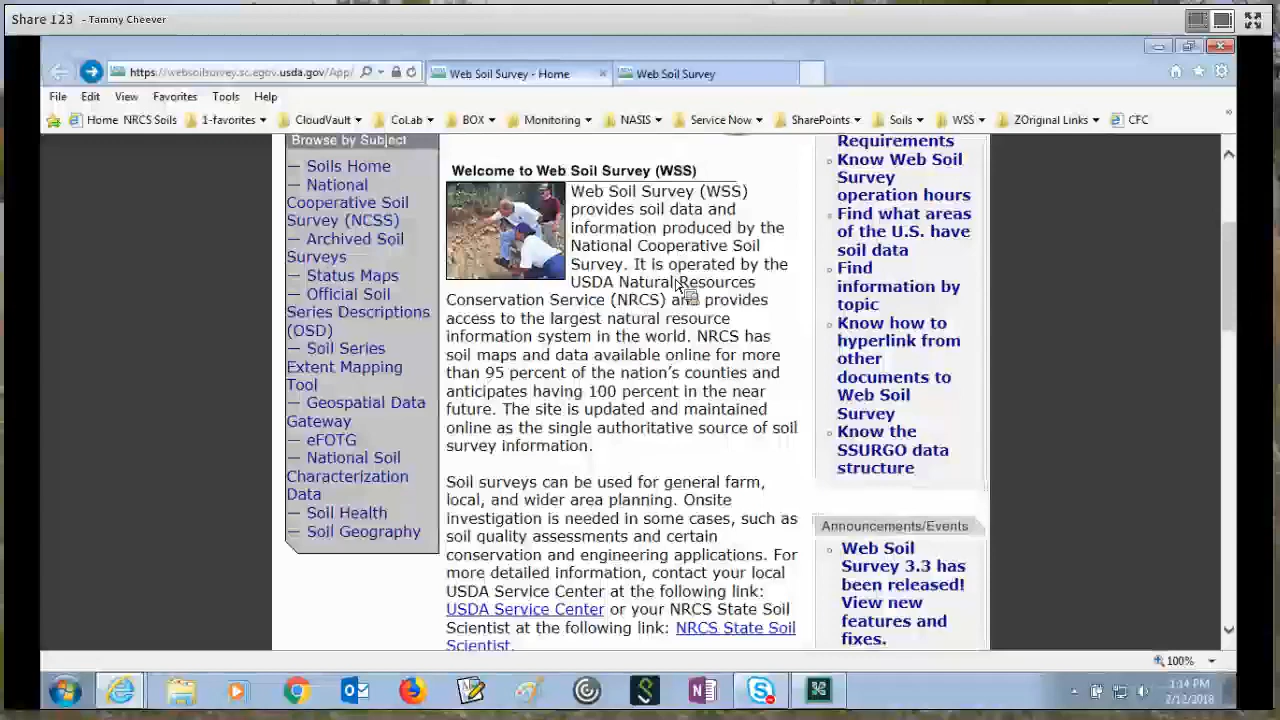 Share 123 - Tammy Cheever
https://websoilsurvey.sc.egov.usda.gov/App/
Web Soil Survey - Home
Web Soil Survey
File Edit View Favorites Tools Help
Home NRCS Soils 1-favorites CloudVault CoLab BOX Monitoring NASIS Service Now SharePoints Soils WSS ZOriginal Links CFC
Browse by Subject
— Soils Home
— National
Cooperative Soil
Survey (NCSS)
— Archived Soil
Surveys
— Status Maps
— Official Soil
Series Descriptions
(OSD)
— Soil Series
Extent Mapping
Tool
— Geospatial Data
Gateway
— eFOTG
— National Soil
Characterization
Data
— Soil Health
— Soil Geography
Welcome to Web Soil Survey (WSS)
Web Soil Survey (WSS)
provides soil data and
information produced by the
National Cooperative Soil
Survey. It is operated by the
USDA Natural Resources
Conservation Service (NRCS) and provides
access to the largest natural resource
information system in the world. NRCS has
soil maps and data available online for more
than 95 percent of the nation's counties and
anticipates having 100 percent in the near
future. The site is updated and maintained
online as the single authoritative source of soil
survey information.
Soil surveys can be used for general farm,
local, and wider area planning. Onsite
investigation is needed in some cases, such as
soil quality assessments and certain
conservation and engineering applications. For
more detailed information, contact your local
USDA Service Center at the following link:
USDA Service Center or your NRCS State Soil
Scientist at the following link: NRCS State Soil
Scientist.
Requirements
Know Web Soil
Survey
operation hours
Find what areas
of the U.S. have
soil data
Find
information by
topic
Know how to
hyperlink from
other
documents to
Web Soil
Survey
Know the
SSURGO data
structure
Announcements/Events
Web Soil
Survey 3.3 has
been released!
View new
features and
fixes.
100%
1:14 PM
2/12/2018